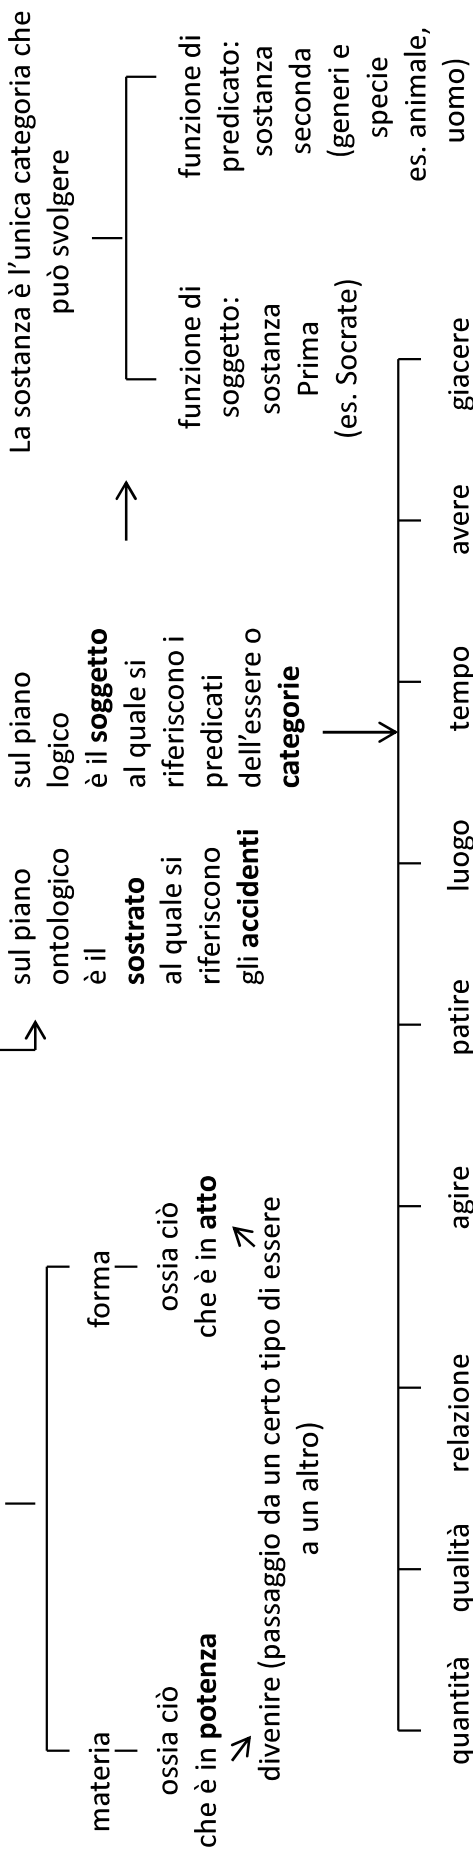 materia
ossia ciò
che è in potenza
forma
ossia ciò
che è in atto
divenire (passaggio da un certo tipo di essere
a un altro)
sul piano
ontologico
è il
sostrato
al quale si
riferiscono
gli accidenti
sul piano
logico
è il soggetto
al quale si
riferiscono i
predicati
dell'essere o
categorie
La sostanza è l'unica categoria che
può svolgere
funzione di
soggetto:
sostanza
Prima
(es. Socrate)
funzione di
predicato:
sostanza
seconda
(generi e
specie
es. animale,
uomo)
quantità qualità relazione agire patire luogo tempo avere giacere